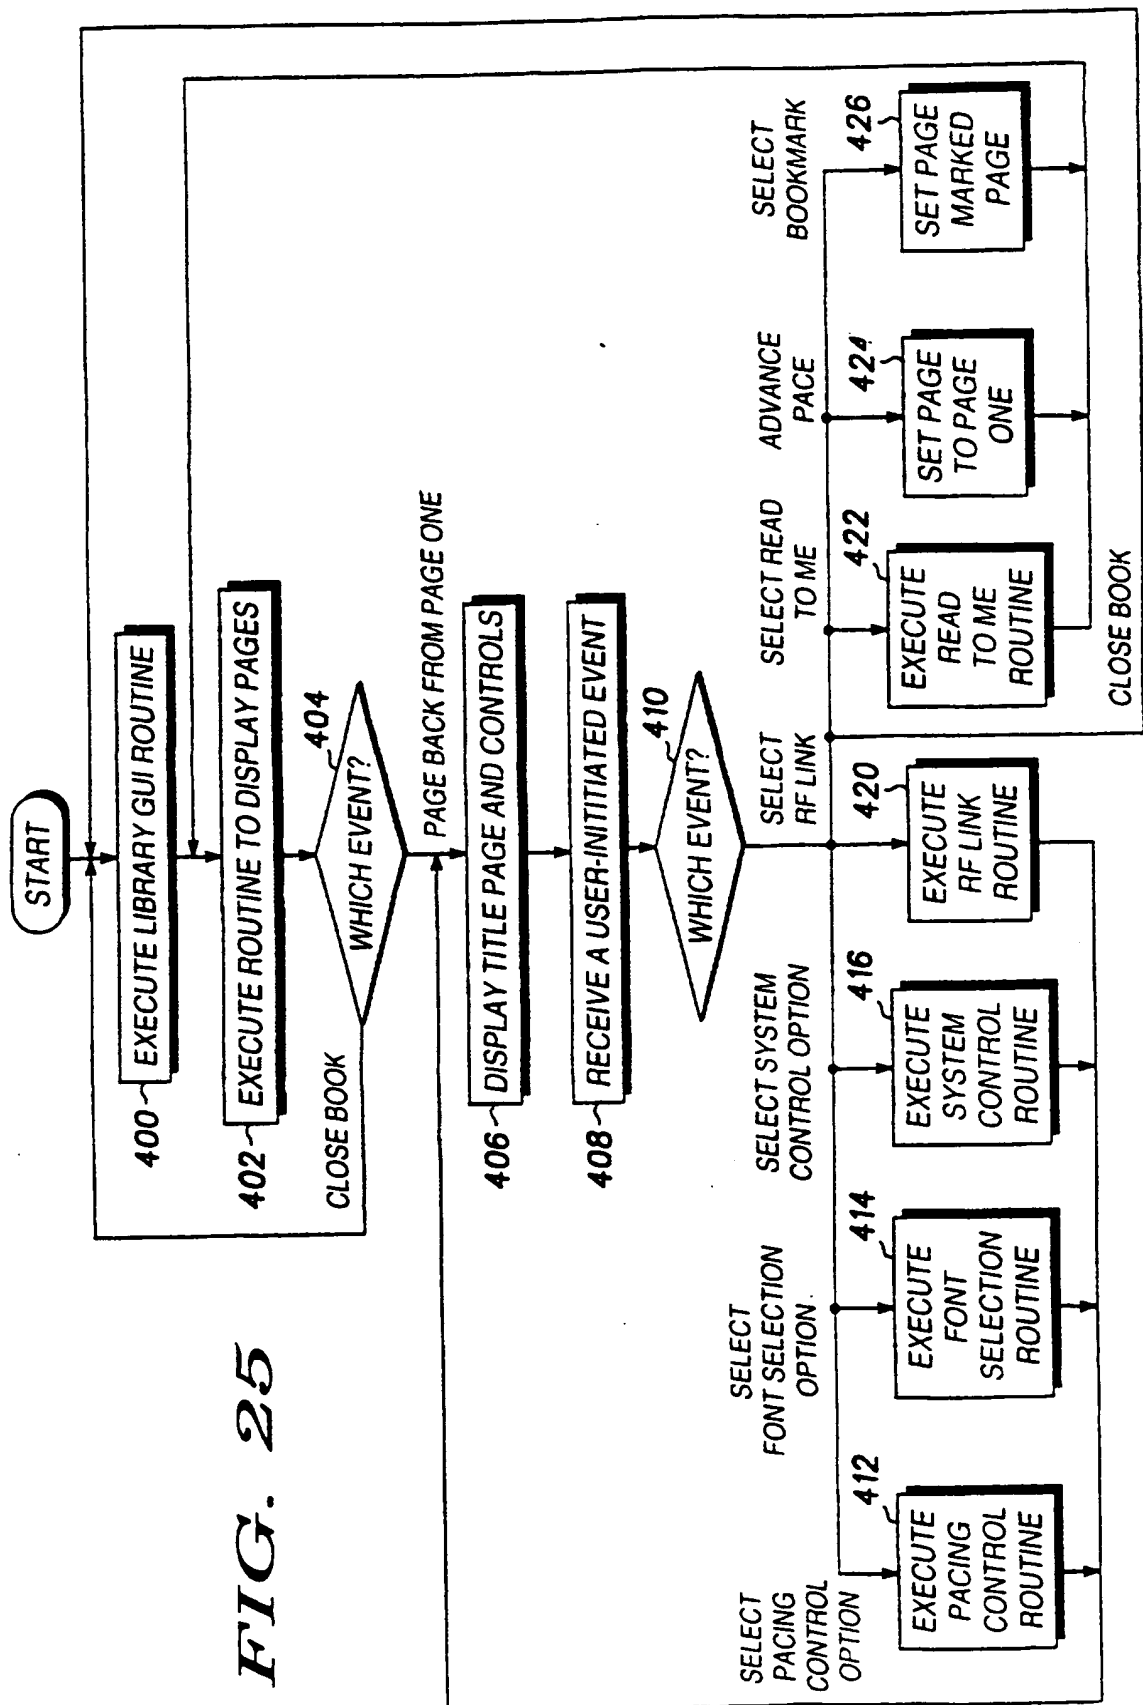 FIG. 25
START
400
EXECUTE LIBRARY GUI ROUTINE
402
EXECUTE ROUTINE TO DISPLAY PAGES
404
WHICH EVENT?
CLOSE BOOK
PAGE BACK FROM PAGE ONE
406
DISPLAY TITLE PAGE AND CONTROLS
408
RECEIVE A USER-INITIATED EVENT
410
WHICH EVENT?
SELECT
PACING
CONTROL
OPTION
412
EXECUTE
PACING
CONTROL
ROUTINE
SELECT
FONT SELECTION
OPTION
414
EXECUTE
FONT
SELECTION
ROUTINE
SELECT SYSTEM
CONTROL OPTION
416
EXECUTE
SYSTEM
CONTROL
ROUTINE
SELECT
RF LINK
420
EXECUTE
RF LINK
ROUTINE
SELECT READ
TO ME
422
EXECUTE
READ
TO ME
ROUTINE
ADVANCE
PACE
424
SET PAGE
TO PAGE
ONE
SELECT
BOOKMARK
426
SET PAGE
MARKED
PAGE
CLOSE BOOK